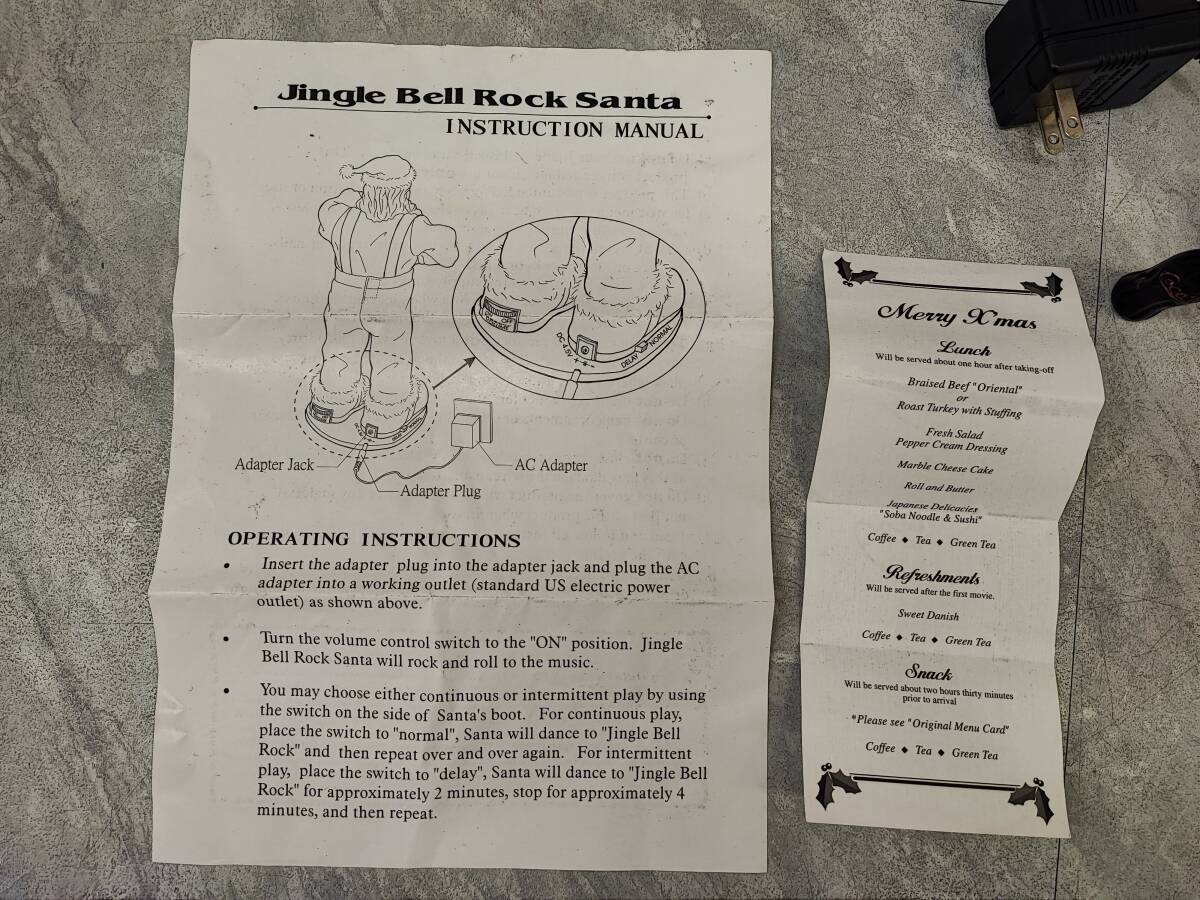 Jingle Bell Rock Santa
INSTRUCTION MANUAL
OFF
DC 4.5V
DELAY
NORMAL
Adapter Jack
AC Adapter
Adapter Plug
OPERATING INSTRUCTIONS
• Insert the adapter plug into the adapter jack and plug the AC
adapter into a working outlet (standard US electric power
outlet) as shown above.
• Turn the volume control switch to the "ON" position. Jingle
Bell Rock Santa will rock and roll to the music.
• You may choose either continuous or intermittent play by using
the switch on the side of Santa's boot. For continuous play,
place the switch to "normal", Santa will dance to "Jingle Bell
Rock" and then repeat over and over again. For intermittent
play, place the switch to "delay", Santa will dance to "Jingle Bell
Rock" for approximately 2 minutes, stop for approximately 4
minutes, and then repeat.
Merry X'mas
Lunch
Will be served about one hour after taking-off
Braised Beef "Oriental"
or
Roast Turkey with Stuffing
Fresh Salad
Pepper Cream Dressing
Marble Cheese Cake
Roll and Butter
Japanese Delicacies
"Soba Noodle & Sushi"
Coffee ◆ Tea ◆ Green Tea
Refreshments
Will be served after the first movie.
Sweet Danish
Coffee ◆ Tea ◆ Green Tea
Snack
Will be served about two hours thirty minutes
prior to arrival
*Please see "Original Menu Card"
Coffee ◆ Tea ◆ Green Tea